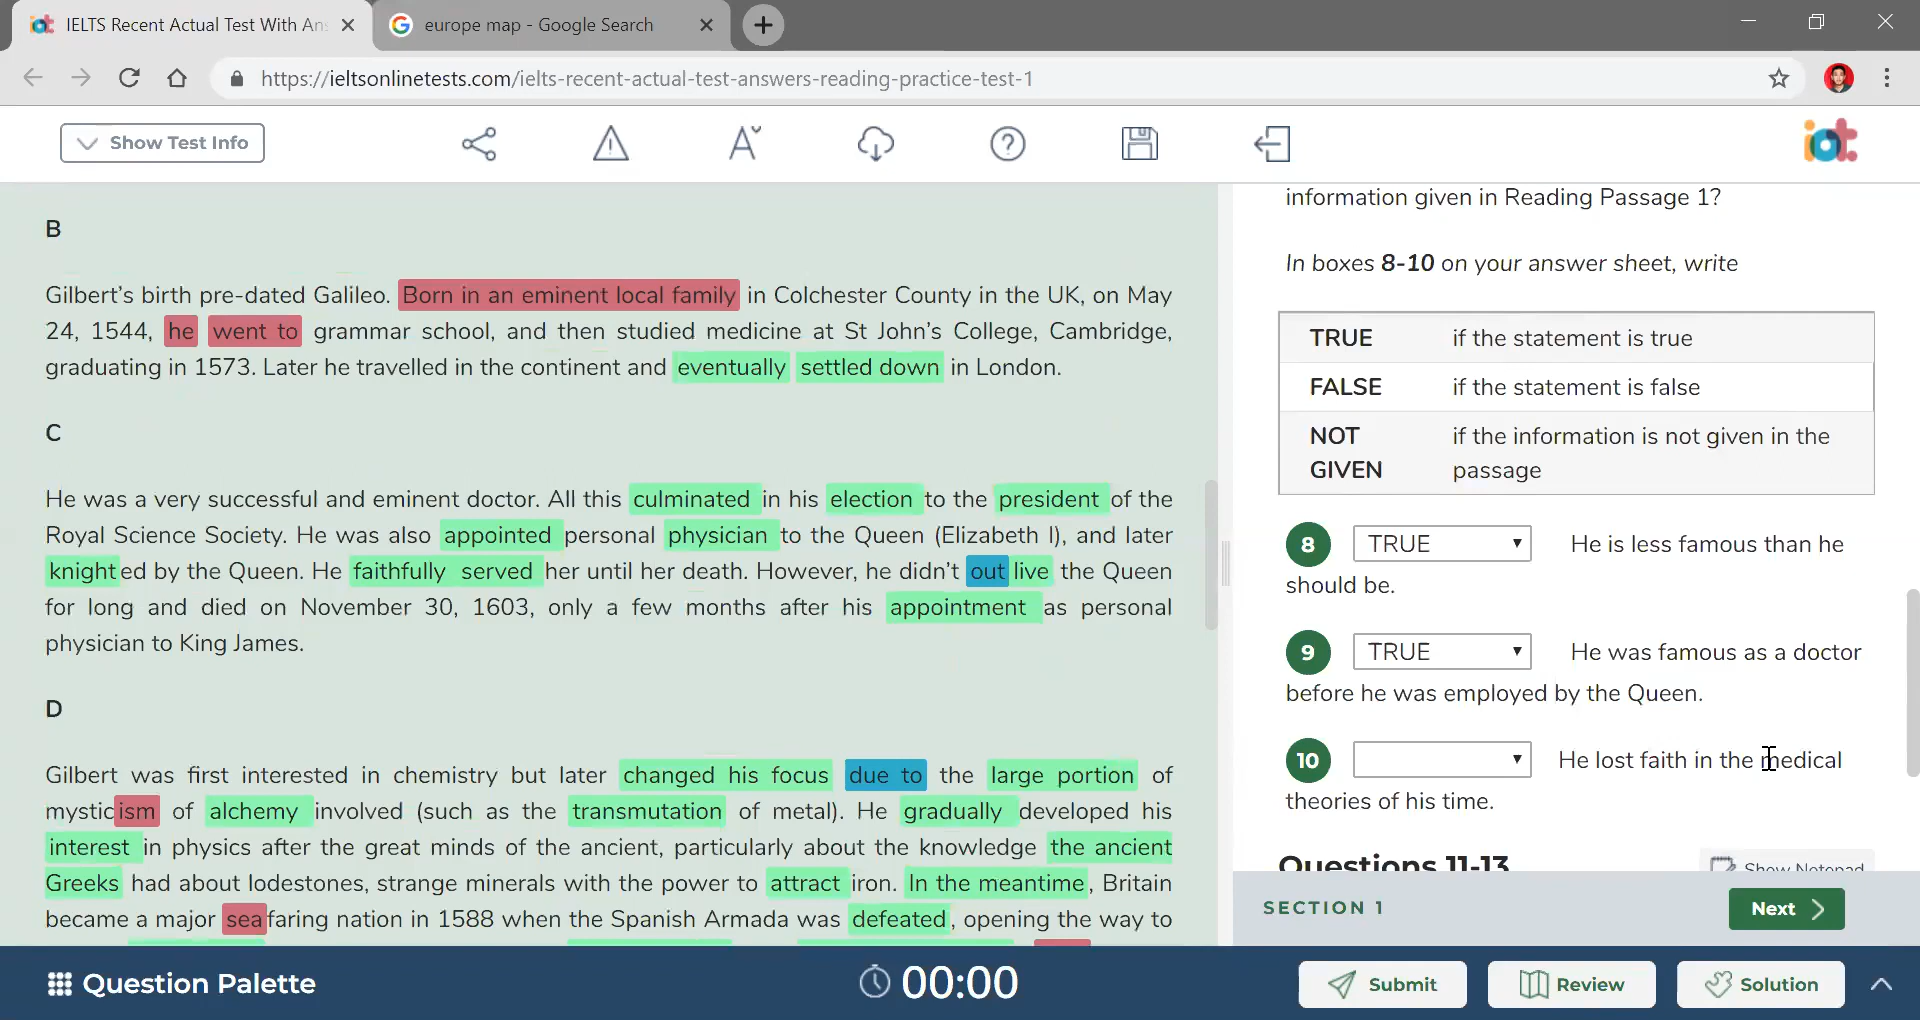 IELTS Recent Actual Test With An
europe map - Google Search
https://ieltsonlinetests.com/ielts-recent-actual-test-answers-reading-practice-test-1
Show Test Info
iot
B
Gilbert's birth pre-dated Galileo. Born in an eminent local family in Colchester County in the UK, on May
24, 1544, he went to grammar school, and then studied medicine at St John's College, Cambridge,
graduating in 1573. Later he travelled in the continent and eventually settled down in London.
C
He was a very successful and eminent doctor. All this culminated in his election to the president of the
Royal Science Society. He was also appointed personal physician to the Queen (Elizabeth I), and later
knighted by the Queen. He faithfully served her until her death. However, he didn't outlive the Queen
for long and died on November 30, 1603, only a few months after his appointment as personal
physician to King James.
D
Gilbert was first interested in chemistry but later changed his focus due to the large portion of
mysticism of alchemy involved (such as the transmutation of metal). He gradually developed his
interest in physics after the great minds of the ancient, particularly about the knowledge the ancient
Greeks had about lodestones, strange minerals with the power to attract iron. In the meantime, Britain
became a major seafaring nation in 1588 when the Spanish Armada was defeated, opening the way to
information given in Reading Passage 1?
In boxes 8-10 on your answer sheet, write
TRUE if the statement is true
FALSE if the statement is false
NOT if the information is not given in the
GIVEN passage
8 TRUE He is less famous than he
should be.
9 TRUE He was famous as a doctor
before he was employed by the Queen.
10 He lost faith in the medical
theories of his time.
Questions 11-13 Show Notepad
SECTION 1 Next
Question Palette 00:00 Submit Review Solution